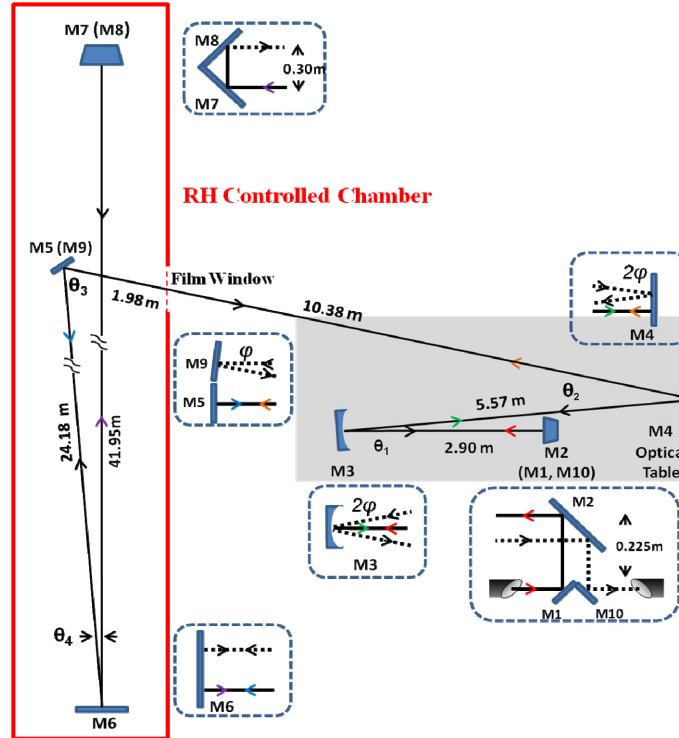 M7 (M8)
M8
0.30m
M7
RH Controlled Chamber
M5 (M9)
θ3
Film Window
1.98 m
10.38 m
2φ
M4
M9
φ
M5
24.18 m
41.95m
5.57 m
θ2
θ1
2.90 m
M3
M2
(M1, M10)
M4
Optical
Table
2φ
M3
M2
0.225m
M1
M10
θ4
M6
M6